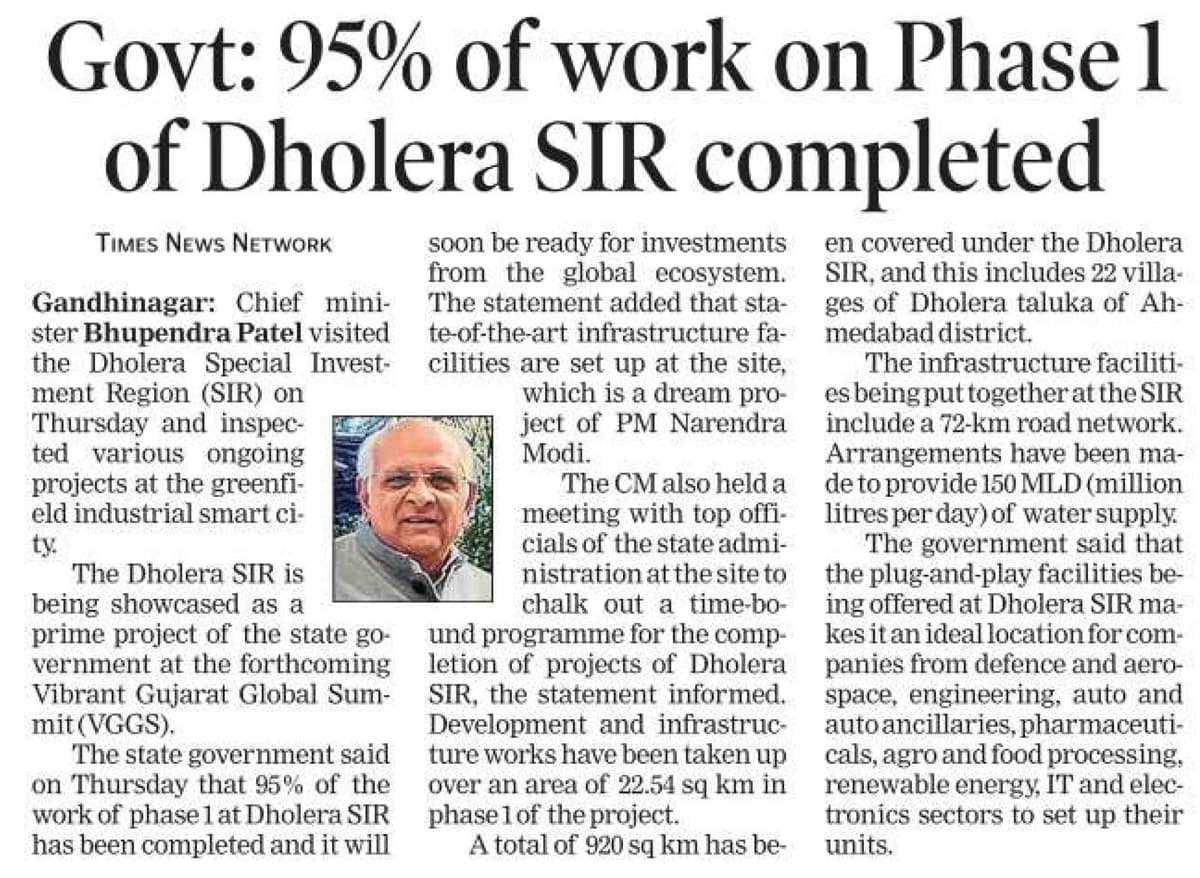 Govt: 95% of work on Phase 1
of Dholera SIR completed
TIMES NEWS NETWORK
Gandhinagar: Chief mini-
ster Bhupendra Patel visited
the Dholera Special Invest-
ment Region (SIR) on
Thursday and inspec-
ted various ongoing
projects at the greenfi-
eld industrial smart ci-
ty.
The Dholera SIR is
being showcased as a
prime project of the state go-
vernment at the forthcoming
Vibrant Gujarat Global Sum-
mit (VGGS).
The state government said
on Thursday that 95% of the
work of phase 1 at Dholera SIR
has been completed and it will
soon be ready for investments
from the global ecosystem.
The statement added that sta-
te-of-the-art infrastructure fa-
cilities are set up at the site,
which is a dream pro-
ject of PM Narendra
Modi.
The CM also held a
meeting with top offi-
cials of the state admi-
nistration at the site to
chalk out a time-bo-
und programme for the comp-
letion of projects of Dholera
SIR, the statement informed.
Development and infrastruc-
ture works have been taken up
over an area of 22.54 sq km in
phase 1 of the project.
A total of 920 sq km has be-
en covered under the Dholera
SIR, and this includes 22 villa-
ges of Dholera taluka of Ah-
medabad district.
The infrastructure faciliti-
es being put together at the SIR
include a 72-km road network.
Arrangements have been ma-
de to provide 150 MLD (million
litres per day) of water supply.
The government said that
the plug-and-play facilities be-
ing offered at Dholera SIR ma-
kes it an ideal location for com-
panies from defence and aero-
space, engineering, auto and
auto ancillaries, pharmaceuti-
cals, agro and food processing,
renewable energy, IT and elec-
tronics sectors to set up their
units.